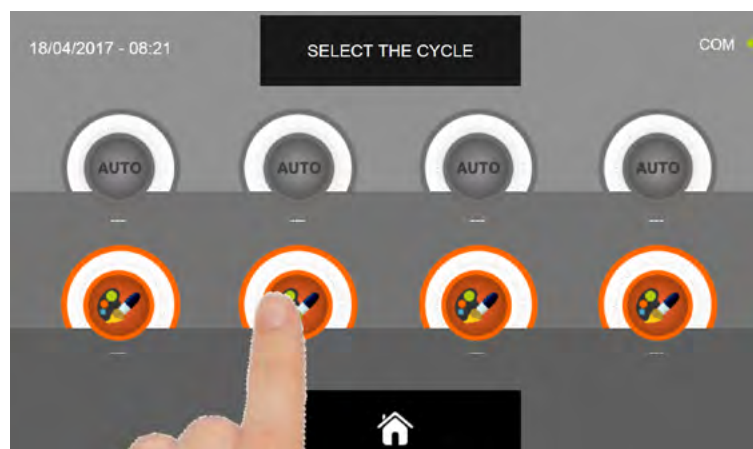 18/04/2017 - 08:21
SELECT THE CYCLE
COM
AUTO
AUTO
AUTO
AUTO
---
---
---
---
---
---
---
---